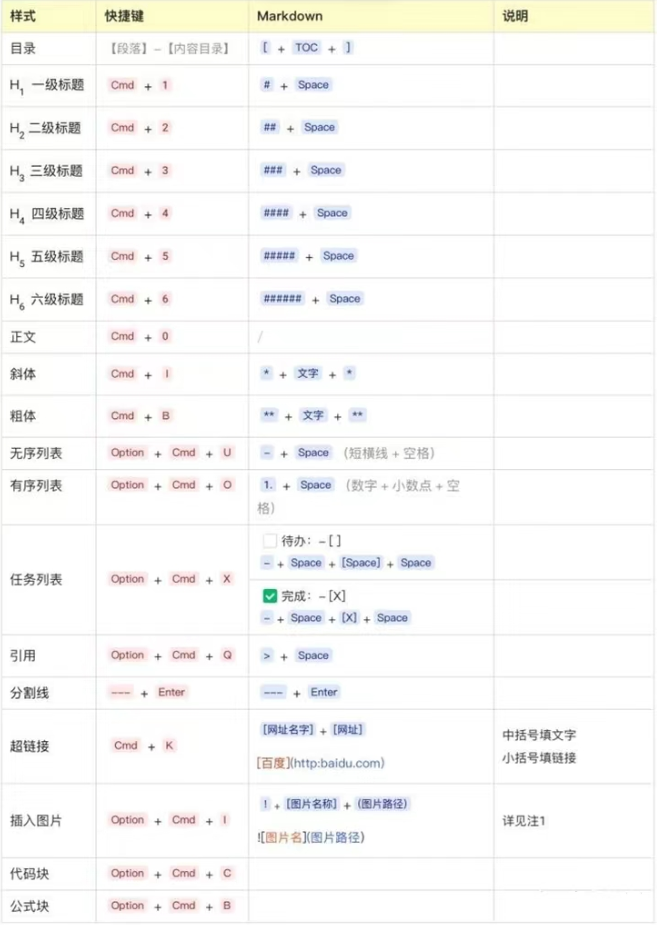 样式 快捷键 Markdown 说明
目录 【段落】-【内容目录】 [ + TOC + ]
H1 一级标题 Cmd + 1 # + Space
H2 二级标题 Cmd + 2 ## + Space
H3 三级标题 Cmd + 3 ### + Space
H4 四级标题 Cmd + 4 #### + Space
H5 五级标题 Cmd + 5 ##### + Space
H6 六级标题 Cmd + 6 ###### + Space
正文 Cmd + 0 /
斜体 Cmd + I * + 文字 + *
粗体 Cmd + B ** + 文字 + **
无序列表 Option + Cmd + U - + Space （短横线 + 空格）
有序列表 Option + Cmd + O 1. + Space （数字 + 小数点 + 空
格）
待办：- [ ]
- + Space + [Space] + Space
任务列表 Option + Cmd + X
完成：- [X]
- + Space + [X] + Space
引用 Option + Cmd + Q > + Space
分割线 --- + Enter --- + Enter
超链接 Cmd + K
[网址名字] + [网址]
[百度](http:baidu.com)
中括号填文字
小括号填链接
插入图片 Option + Cmd + I
! + [图片名称] + (图片路径)
![图片名](图片路径)
详见注1
代码块 Option + Cmd + C
公式块 Option + Cmd + B